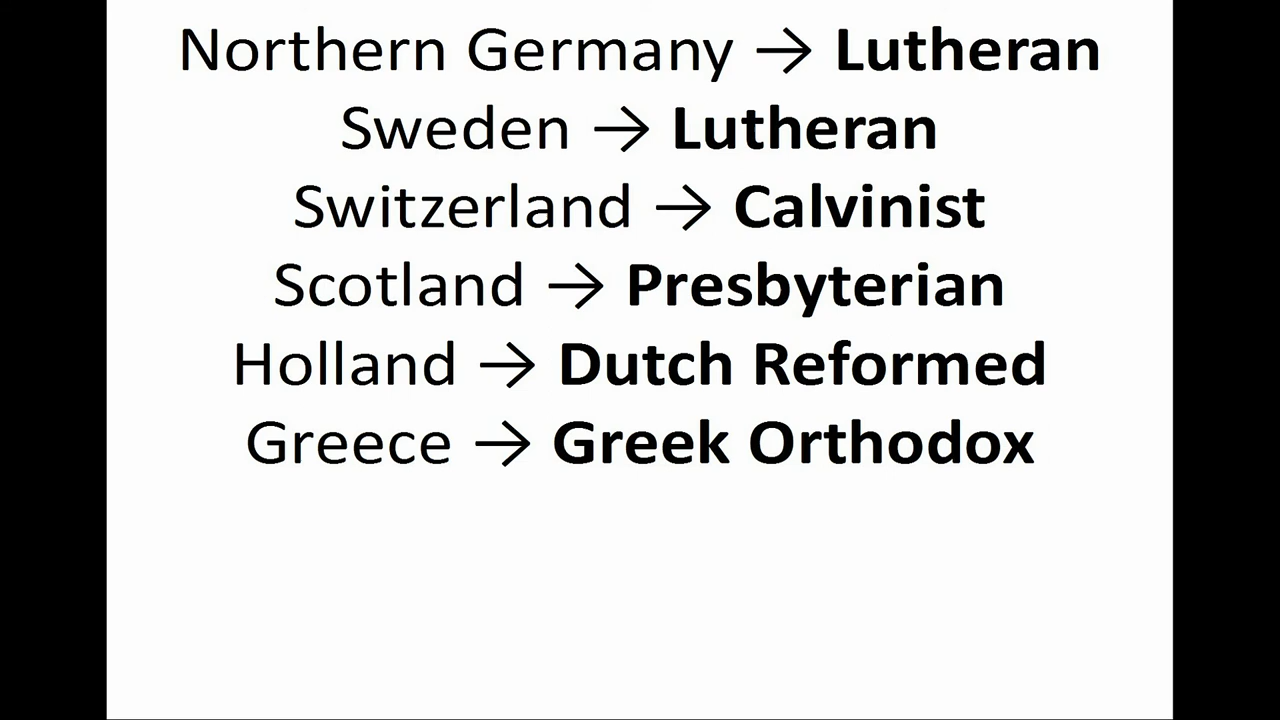 Northern Germany → Lutheran
Sweden → Lutheran
Switzerland → Calvinist
Scotland → Presbyterian
Holland → Dutch Reformed
Greece → Greek Orthodox